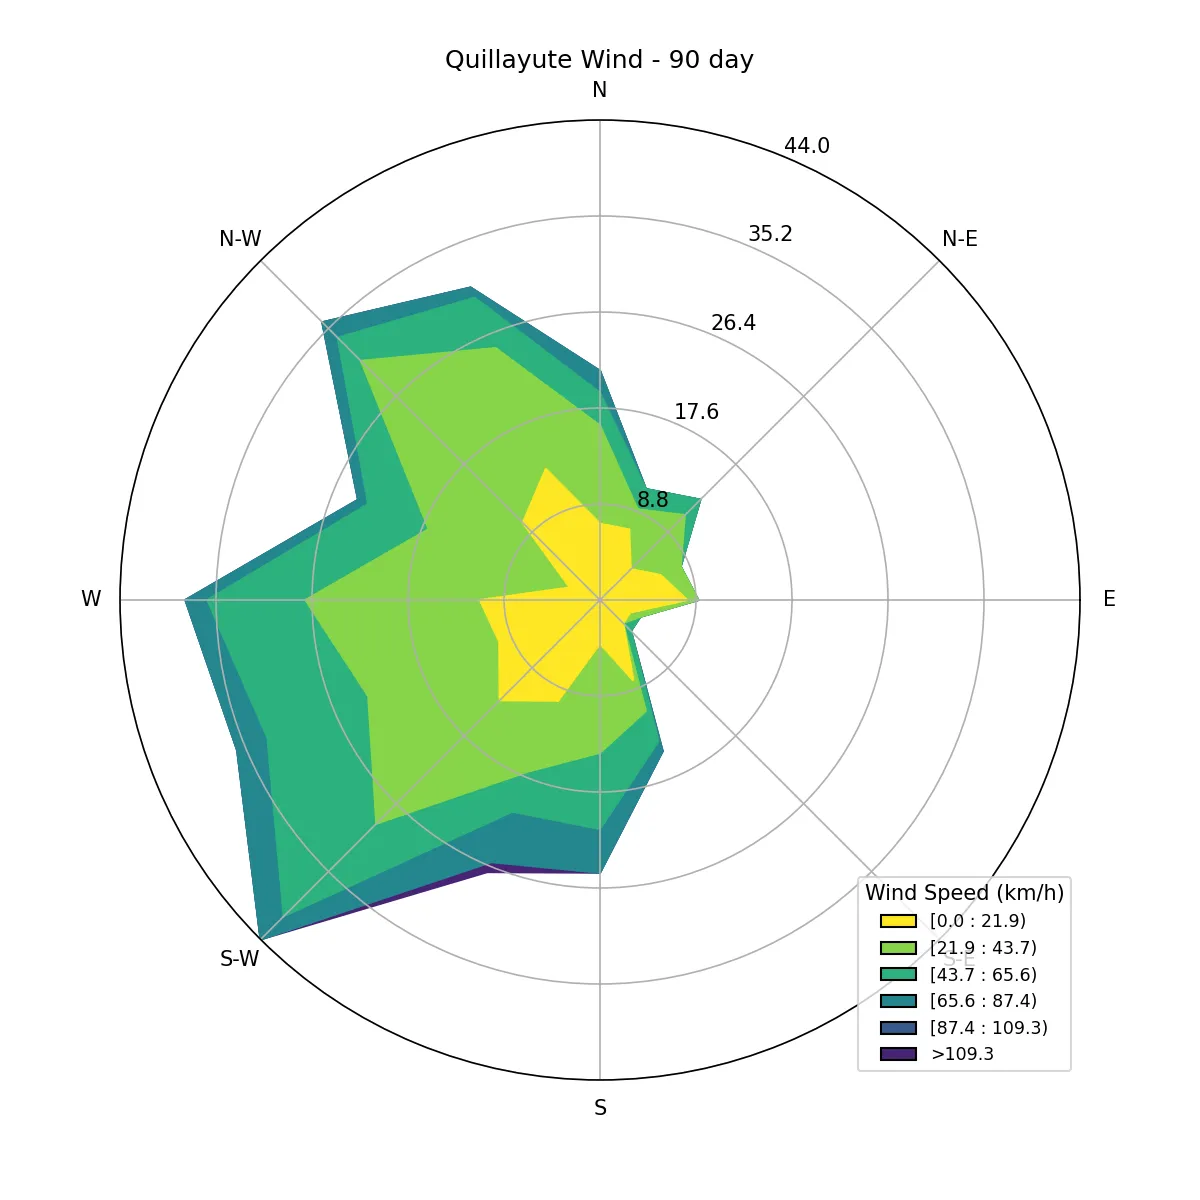 Quillayute Wind - 90 day
N
44.0
35.2
N-W
N-E
26.4
17.6
8.8
W
E
S-W
S-E
Wind Speed (km/h)
[0.0 : 21.9)
[21.9 : 43.7)
[43.7 : 65.6)
[65.6 : 87.4)
[87.4 : 109.3)
>109.3
S